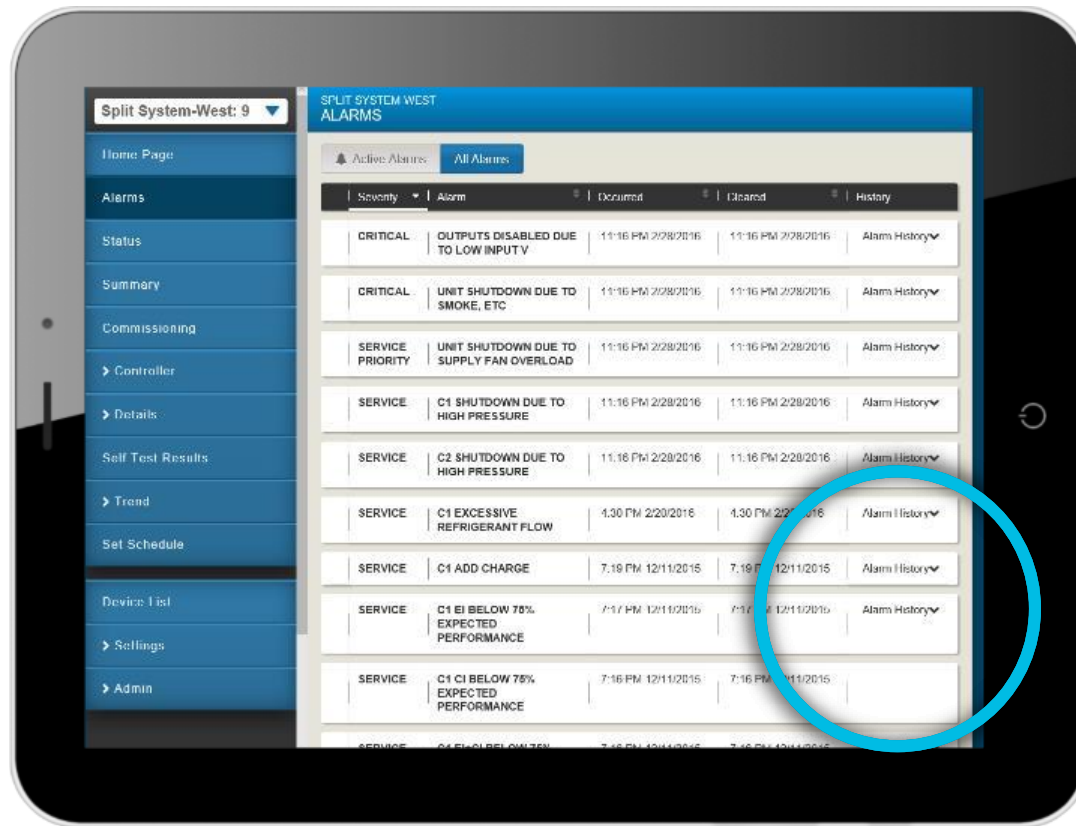 Split System-West: 9
Home Page
Alarms
Status
Summary
Commissioning
Controller
Details
Self Test Results
Trend
Set Schedule
Device List
Settings
Admin
SPLIT SYSTEM WEST
ALARMS
Active Alarms All Alarms
Severity Alarm Occurred Cleared History
CRITICAL OUTPUTS DISABLED DUE 11:16 PM 2/28/2016 11:16 PM 2/28/2016 Alarm History
TO LOW INPUT V
CRITICAL UNIT SHUTDOWN DUE TO 11:16 PM 2/28/2016 11:16 PM 2/28/2016 Alarm History
SMOKE, ETC
SERVICE UNIT SHUTDOWN DUE TO 11:16 PM 2/28/2016 11:16 PM 2/28/2016 Alarm History
PRIORITY SUPPLY FAN OVERLOAD
SERVICE C1 SHUTDOWN DUE TO 11:16 PM 2/28/2016 11:16 PM 2/28/2016 Alarm History
HIGH PRESSURE
SERVICE C2 SHUTDOWN DUE TO 11:16 PM 2/28/2016 11:16 PM 2/28/2016 Alarm History
HIGH PRESSURE
SERVICE C1 EXCESSIVE 4:30 PM 4:30 PM Alarm History
REFRIGERANT FLOW
SERVICE C1 ADD CHARGE 7:19 PM 12/11/2015 7:19 12/11/2015 Alarm History
SERVICE C1 EI BELOW 7:17 PM 12/11/2015 7:17 12/11/2015 Alarm History
EXPECTED
PERFORMANCE
SERVICE C1 CI BELOW 75% 7:16 PM 12/11/2015 7:16
EXPECTED
PERFORMANCE